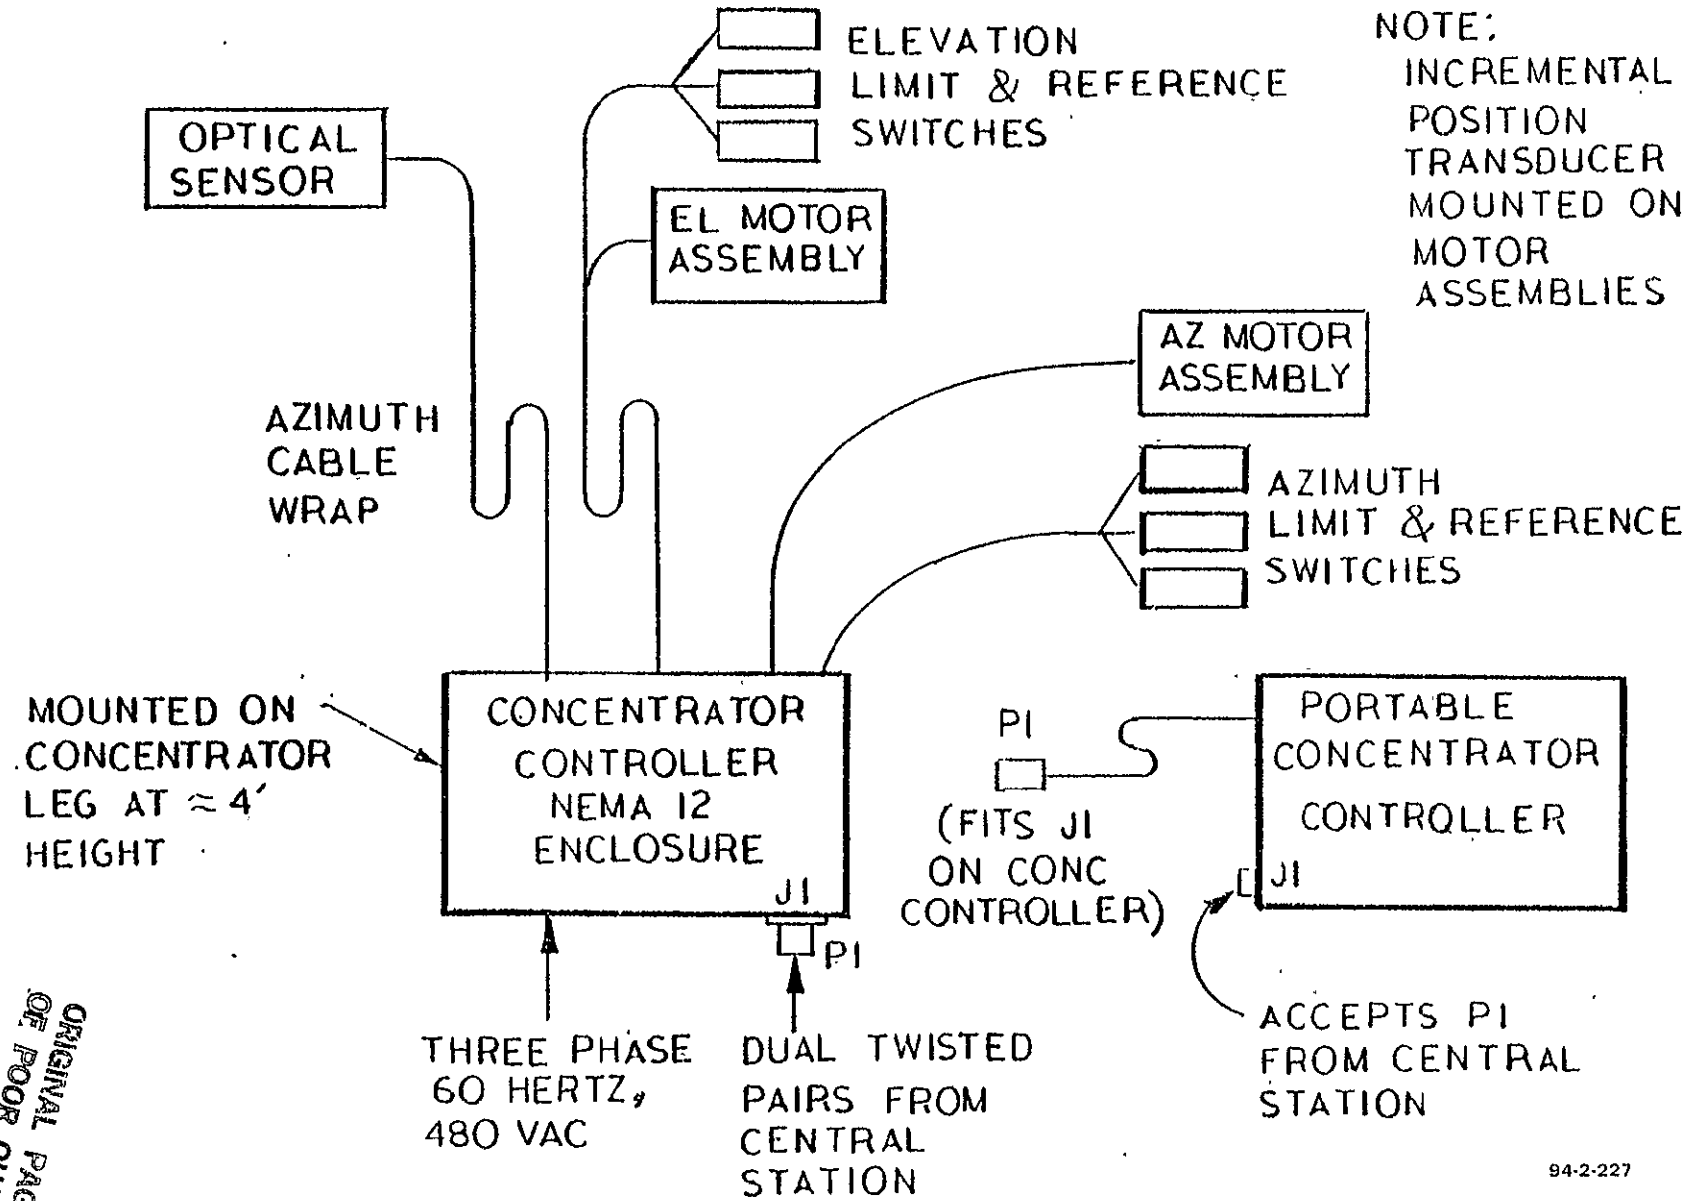 ELEVATION
LIMIT & REFERENCE
SWITCHES
NOTE:
INCREMENTAL
POSITION
TRANSDUCER
MOUNTED ON
MOTOR
ASSEMBLIES
OPTICAL
SENSOR
EL MOTOR
ASSEMBLY
AZ MOTOR
ASSEMBLY
AZIMUTH
CABLE
WRAP
AZIMUTH
LIMIT & REFERENCE
SWITCHES
MOUNTED ON
CONCENTRATOR
LEG AT ≈ 4'
HEIGHT
CONCENTRATOR
CONTROLLER
NEMA 12
ENCLOSURE
J1
P1
P1
(FITS J1
ON CONC
CONTROLLER)
PORTABLE
CONCENTRATOR
CONTROLLER
J1
THREE PHASE
60 HERTZ,
480 VAC
DUAL TWISTED
PAIRS FROM
CENTRAL
STATION
ACCEPTS P1
FROM CENTRAL
STATION
ORIGINAL PAGE
OF POOR
94-2-227